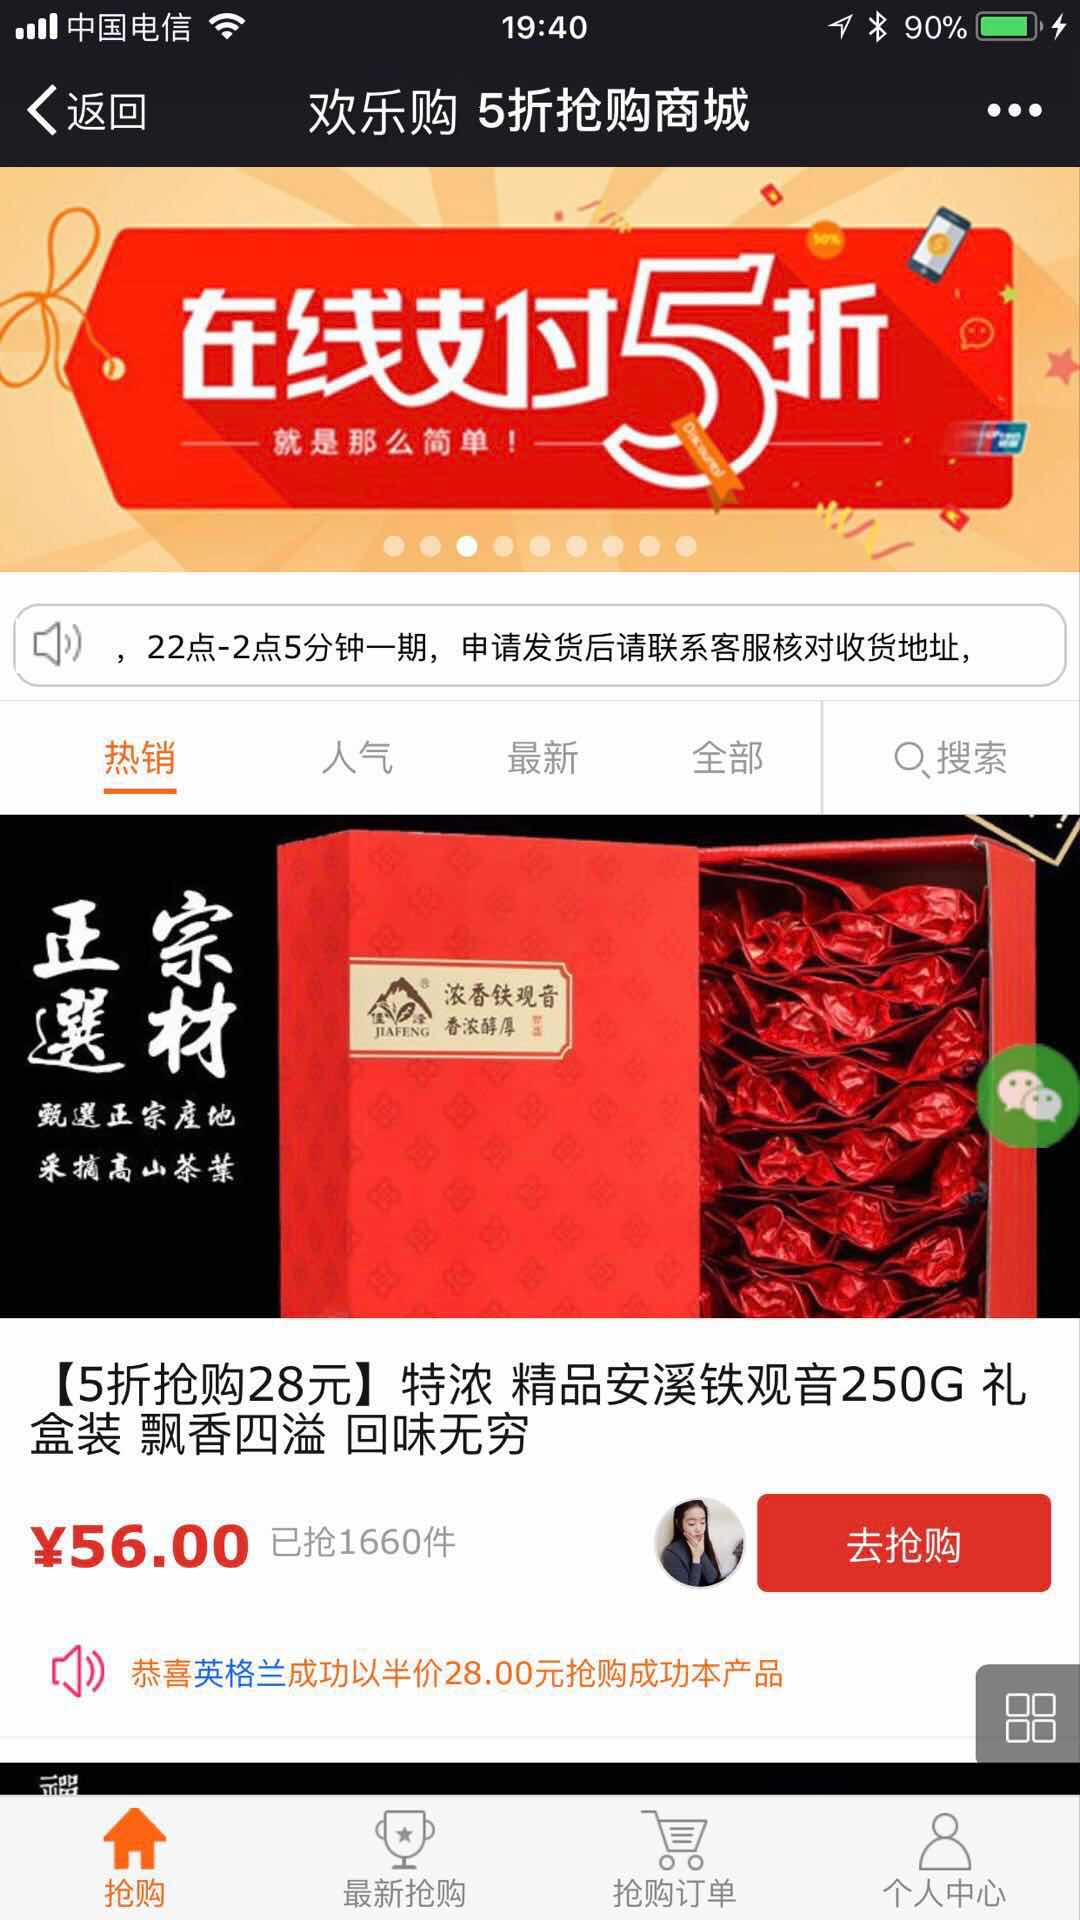 中国电信
19:40
90%
返回
欢乐购 5折抢购商城
50%
在线支付5折
就是那么简单！
Discounts!
，22点-2点5分钟一期，申请发货后请联系客服核对收货地址，
热销
人气
最新
全部
搜索
正宗
選材
甄選正宗産地
采摘高山茶葉
佳峰
JIAFENG
浓香铁观音
香浓醇厚
【5折抢购28元】特浓 精品安溪铁观音250G 礼
盒装 飘香四溢 回味无穷
¥56.00
已抢1660件
去抢购
恭喜英格兰成功以半价28.00元抢购成功本产品
抢购
最新抢购
抢购订单
个人中心